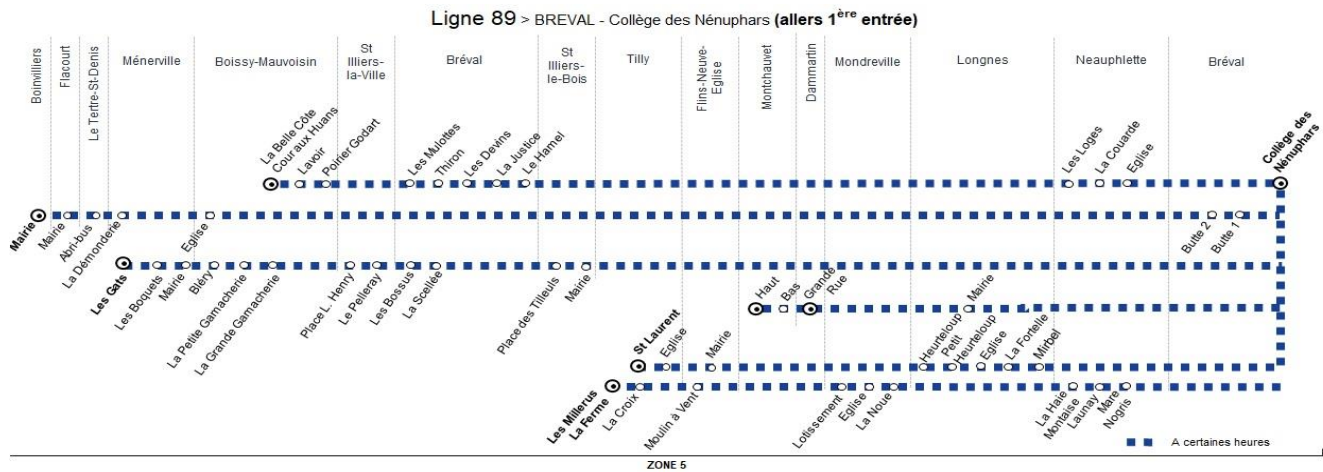 Ligne 89 > BREVAL - Collège des Nénuphars (allers 1ère entrée)
Boinvilliers
Flacourt
Le Tertre-St-Denis
Ménerville
Boissy-Mauvoisin
St
Illiers-
la-Ville
Bréval
St
Illiers-
le-Bois
Tilly
Flins-Neuve-
Eglise
Montchauvet
Dammartin
Mondreville
Longnes
Neauphlette
Bréval
La Belle Côte
Cour aux Huans
Lavoir
Poirier Godart
Les Mulottes
Thiron
Les Devins
La Justice
Le Hamel
Les Loges
La Couarde
Eglise
Collège des
Nénuphars
Mairie
Mairie
Abri-bus
La Démonderie
Eglise
Butte 2
Butte 1
Les Gats
Les Boquets
Mairie
Bléry
La Petite Gamacherie
La Grande Gamacherie
Place L. Henry
Le Pelleray
Les Bossus
La Scellée
Place des Tilleuls
Mairie
Haut
Bas
Grande
Rue
Mairie
St Laurent
Eglise
Mairie
Heurteloup
Petit
Heurteloup
Eglise
La Fortelle
Mirbel
Les Millerus
La Ferme
La Croix
Moulin à Vent
Lotissement
Eglise
La Noue
La Haie
Montaise
Launay
Mare
Nogris
A certaines heures
ZONE 5